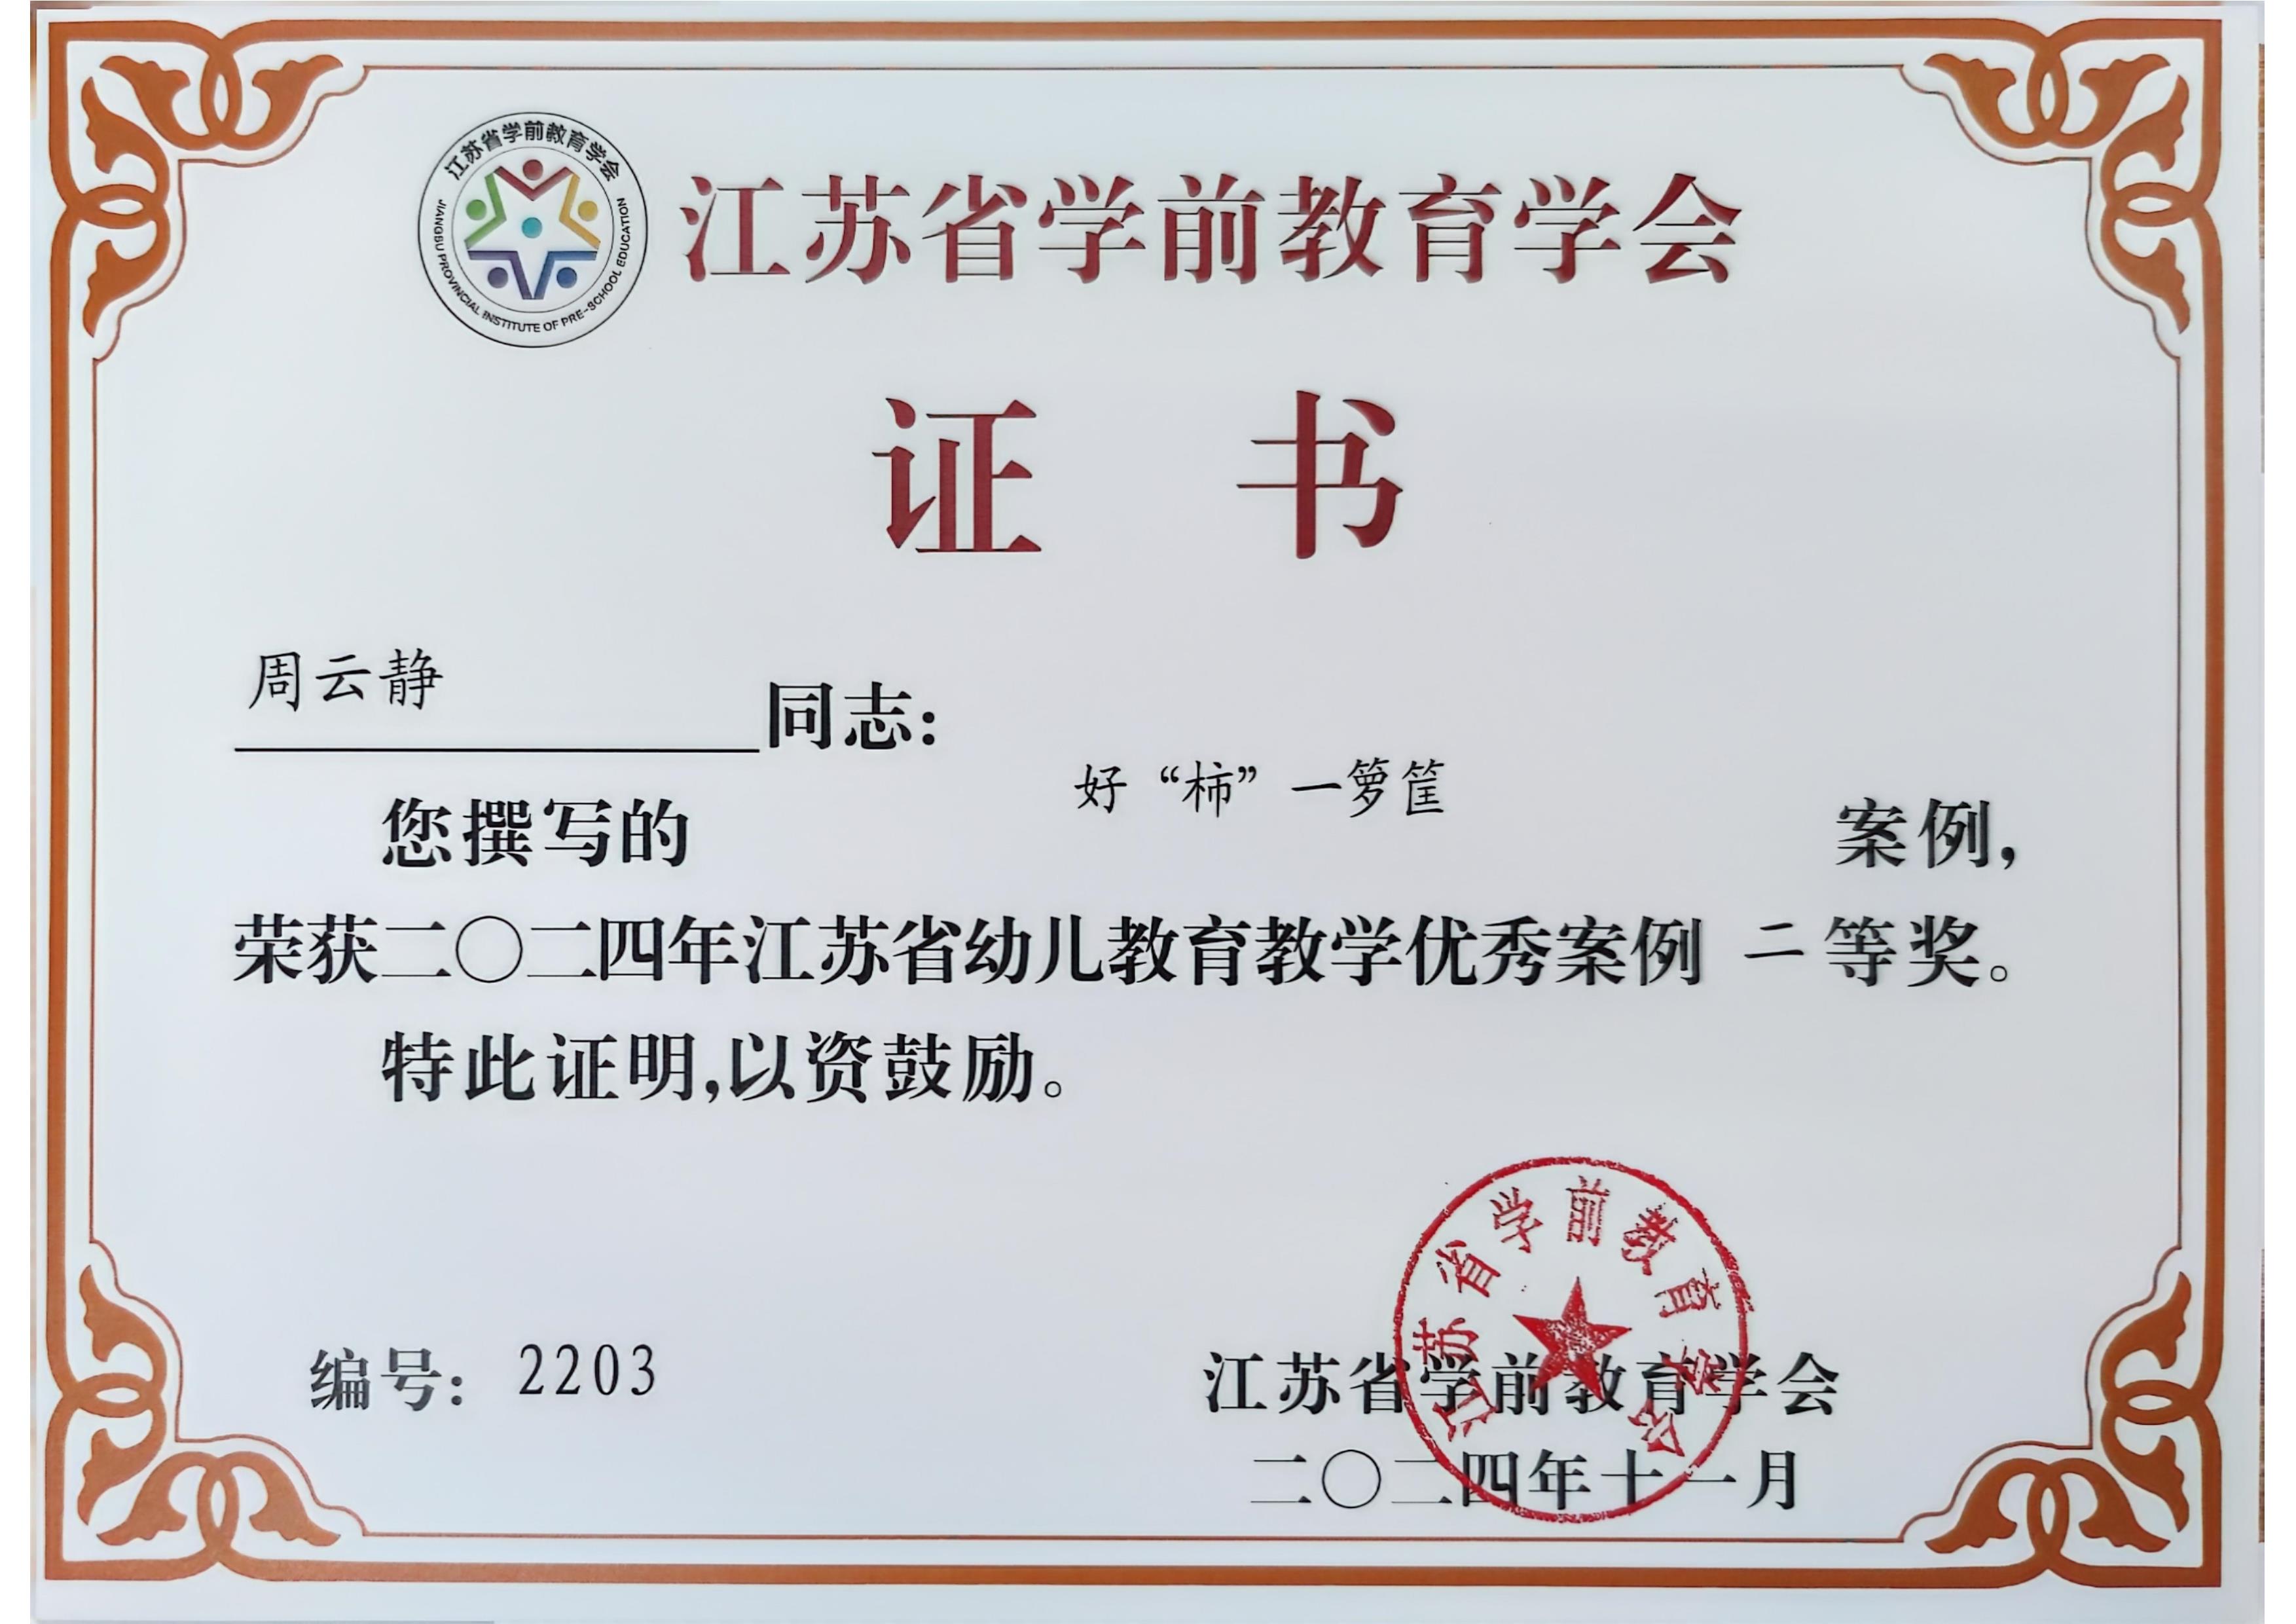 江苏省学前教育学会
JIANGSU PROVINCIAL INSTITUTE OF PRE-SCHOOL EDUCATION
江苏省学前教育学会
证 书
周云静 同志：
您撰写的 好“柿”一箩筐 案例，
荣获二〇二四年江苏省幼儿教育教学优秀案例 二 等奖。
特此证明，以资鼓励。
编号： 2203
江苏省学前教育学会
二〇二四年十一月
江苏省学前教育学会